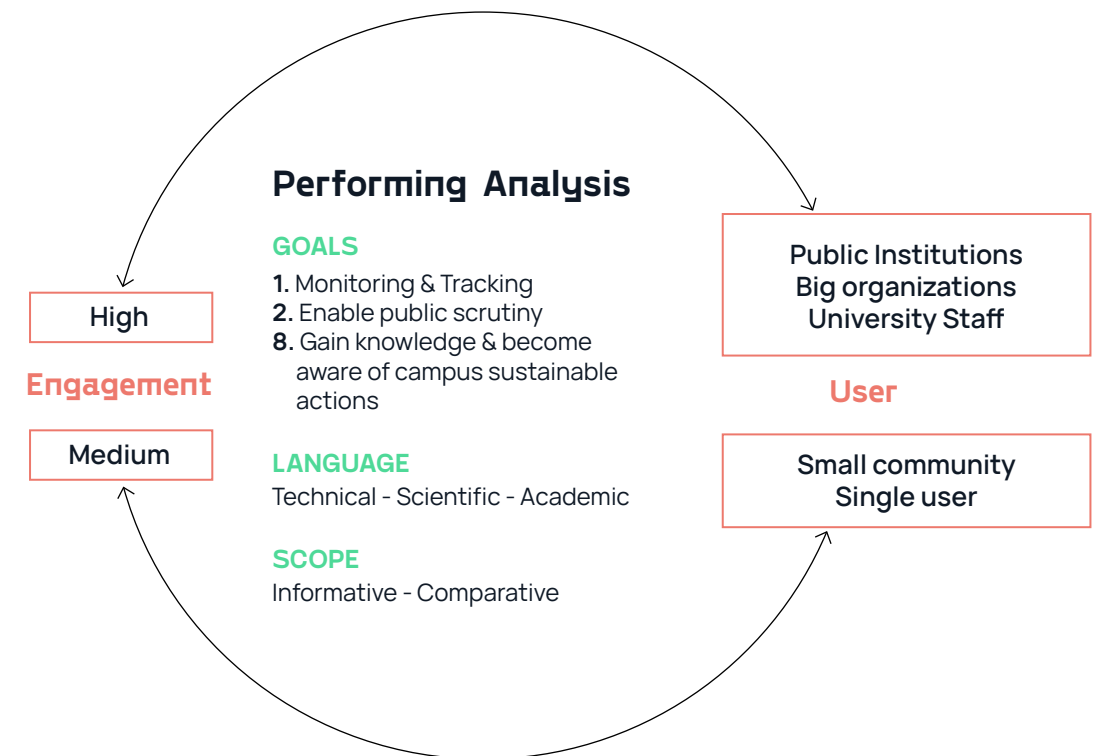 Performing Analysis
GOALS
1. Monitoring & Tracking
2. Enable public scrutiny
8. Gain knowledge & become
aware of campus sustainable
actions
LANGUAGE
Technical - Scientific - Academic
SCOPE
Informative - Comparative
High
Engagement
Medium
Public Institutions
Big organizations
University Staff
User
Small community
Single user